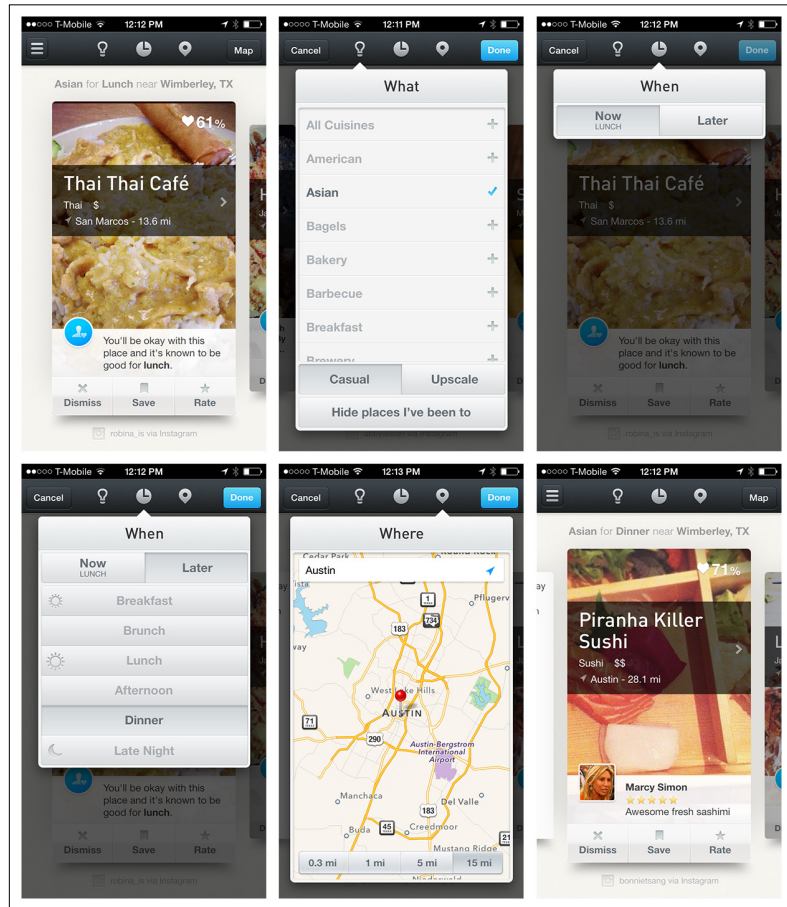 T-Mobile 12:12 PM
Map
Asian for Lunch near Wimberley, TX
61%
Thai Thai Café
Thai $
San Marcos - 13.6 mi
You'll be okay with this
place and it's known to be
good for lunch.
Dismiss Save Rate
robina_is via Instagram
T-Mobile 12:11 PM
Cancel Done
What
All Cuisines
American
Asian
Bagels
Bakery
Barbecue
Breakfast
Brewery
Casual Upscale
Hide places I've been to
T-Mobile 12:12 PM
Cancel Done
When
Now Later
LUNCH
Thai Thai Café
Thai $
San Marcos - 13.6 mi
You'll be okay with this
place and it's known to be
good for lunch.
Dismiss Save Rate
robina_is via Instagram
T-Mobile 12:12 PM
Cancel Done
When
Now Later
LUNCH
Breakfast
Brunch
Lunch
Afternoon
Dinner
Late Night
You'll be okay with this
place and it's known to be
good for lunch.
Dismiss Save Rate
robina_is via Instagram
T-Mobile 12:13 PM
Cancel Done
Where
Cedar Park
Austin
1
Pflugerv
734
183
West Lake Hills
AUSTIN
71
290
Austin-Bergstrom
International
Airport
Manchaca
183
Del Valle
45
Buda Creedmoor
21
Mustang Ridge
Niederwald
0.3 mi 1 mi 5 mi 15 mi
T-Mobile 12:12 PM
Map
Asian for Dinner near Wimberley, TX
71%
Piranha Killer
Sushi
Sushi $$
Austin - 28.1 mi
Marcy Simon
Awesome fresh sashimi
Dismiss Save Rate
bonnietsang via Instagram